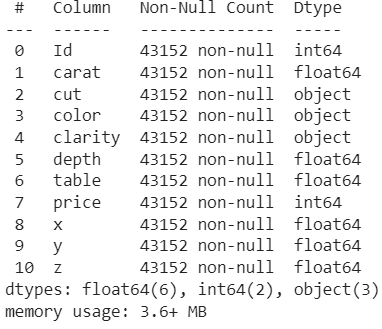 #   Column   Non-Null Count  Dtype
---  ------   --------------  -----
 0   Id       43152 non-null  int64
 1   carat    43152 non-null  float64
 2   cut      43152 non-null  object
 3   color    43152 non-null  object
 4   clarity  43152 non-null  object
 5   depth    43152 non-null  float64
 6   table    43152 non-null  float64
 7   price    43152 non-null  int64
 8   x        43152 non-null  float64
 9   y        43152 non-null  float64
 10  z        43152 non-null  float64
dtypes: float64(6), int64(2), object(3)
memory usage: 3.6+ MB